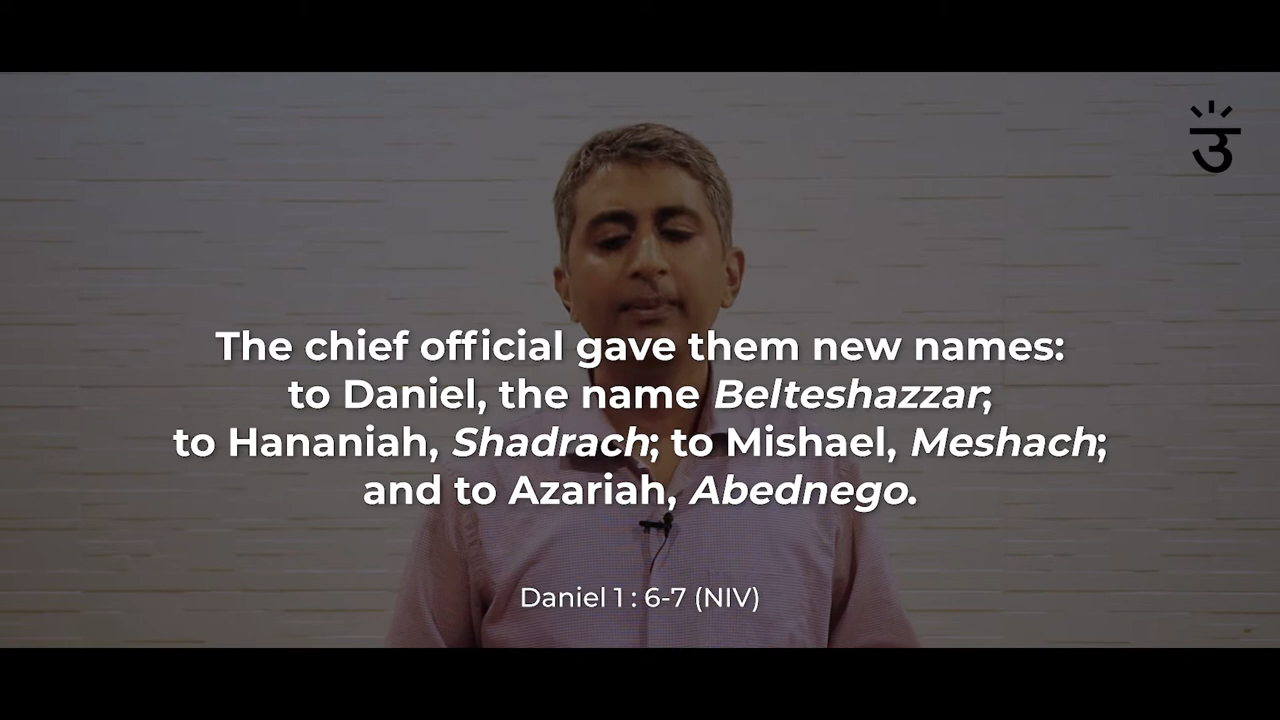 उ
The chief official gave them new names:
to Daniel, the name Belteshazzar;
to Hananiah, Shadrach; to Mishael, Meshach;
and to Azariah, Abednego.
Daniel 1 : 6-7 (NIV)